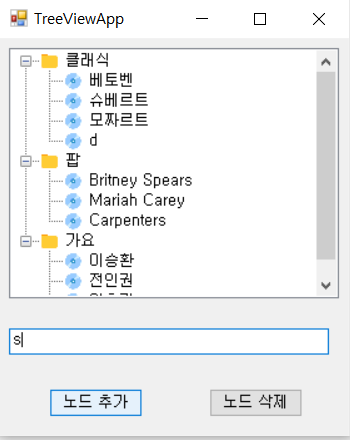 TreeViewApp
클래식
베토벤
슈베르트
모짜르트
d
팝
Britney Spears
Mariah Carey
Carpenters
가요
이승환
전인권
s
노드 추가
노드 삭제